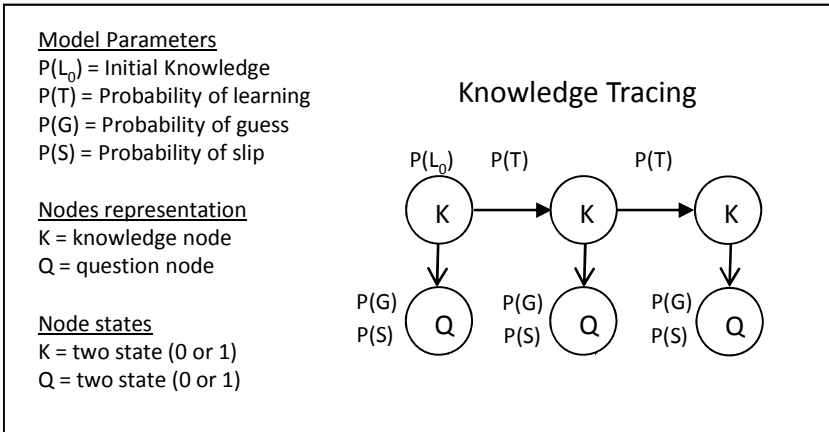 Model Parameters
P(L₀) = Initial Knowledge
P(T) = Probability of learning
P(G) = Probability of guess
P(S) = Probability of slip
Nodes representation
K = knowledge node
Q = question node
Node states
K = two state (0 or 1)
Q = two state (0 or 1)
Knowledge Tracing
P(L₀) P(T) P(T)
K K K
P(G) P(G) P(G)
P(S) P(S) P(S)
Q Q Q